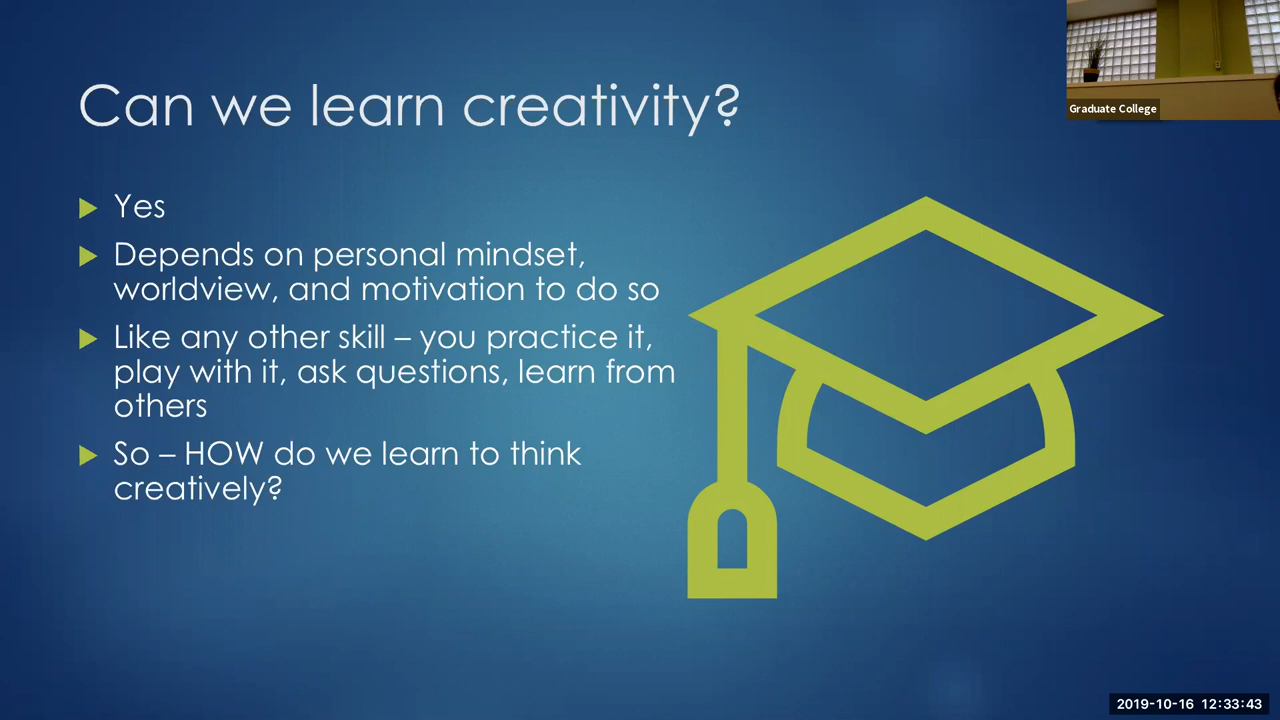 Graduate College
Can we learn creativity?
Yes
Depends on personal mindset,
worldview, and motivation to do so
Like any other skill – you practice it,
play with it, ask questions, learn from
others
So – HOW do we learn to think
creatively?
2019-10-16 12:33:43